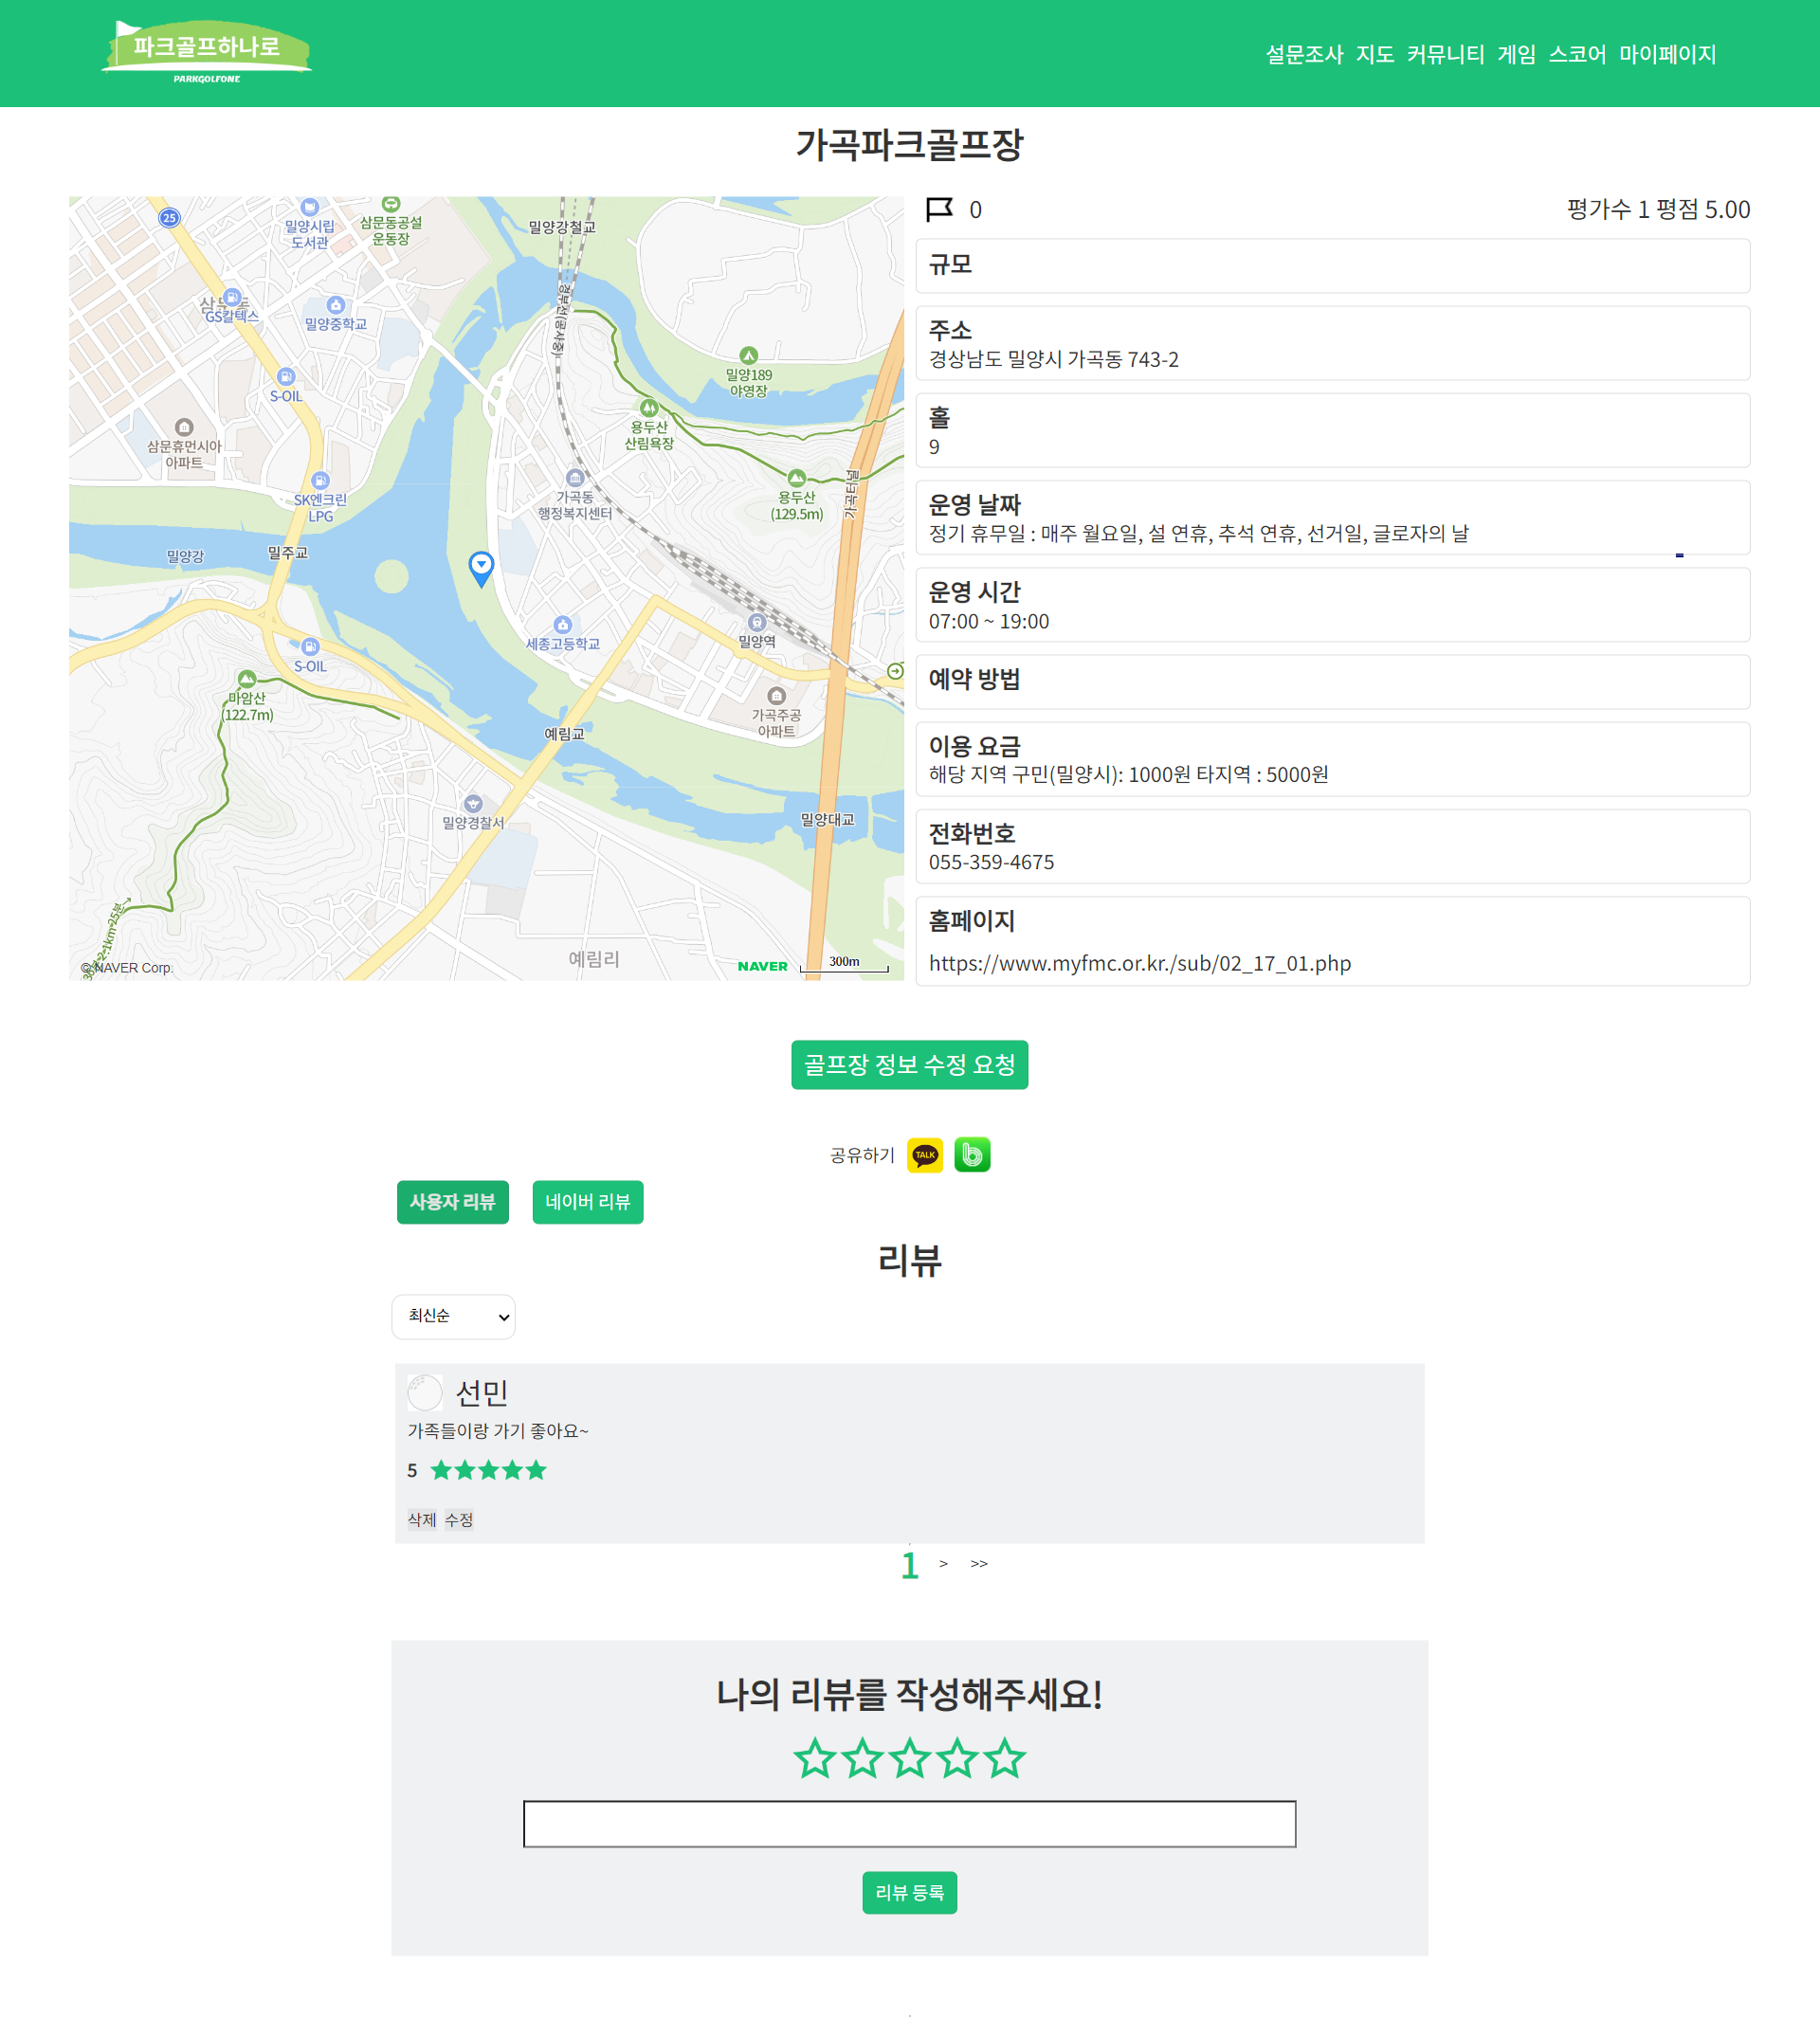 파크골프하나로
PARKGOLFONE
설문조사 지도 커뮤니티 게임 스코어 마이페이지
가곡파크골프장
25
밀양시립
도서관
삼문동공설
운동장
밀양강철교
GS칼텍스
밀양중학교
경부선(공사중)
밀양189
야영장
S-OIL
용두산
산림욕장
삼문휴먼시아
아파트
SK엔크린
LPG
가곡동
행정복지센터
용두산
(129.5m)
가곡터널
밀양강
밀주교
세종고등학교
밀양역
S-OIL
마암산
(122.7m)
가곡주공
아파트
예림교
밀양경찰서
밀양대교
예림리
© NAVER Corp.
NAVER
300m
0
평가수 1 평점 5.00
규모
주소
경상남도 밀양시 가곡동 743-2
홀
9
운영 날짜
정기 휴무일 : 매주 월요일, 설 연휴, 추석 연휴, 선거일, 글로자의 날
운영 시간
07:00 ~ 19:00
예약 방법
이용 요금
해당 지역 구민(밀양시): 1000원 타지역 : 5000원
전화번호
055-359-4675
홈페이지
https://www.myfmc.or.kr./sub/02_17_01.php
골프장 정보 수정 요청
공유하기
TALK
사용자 리뷰 네이버 리뷰
리뷰
최신순
선민
가족들이랑 가기 좋아요~
5
삭제 수정
1 > >>
나의 리뷰를 작성해주세요!
리뷰 등록